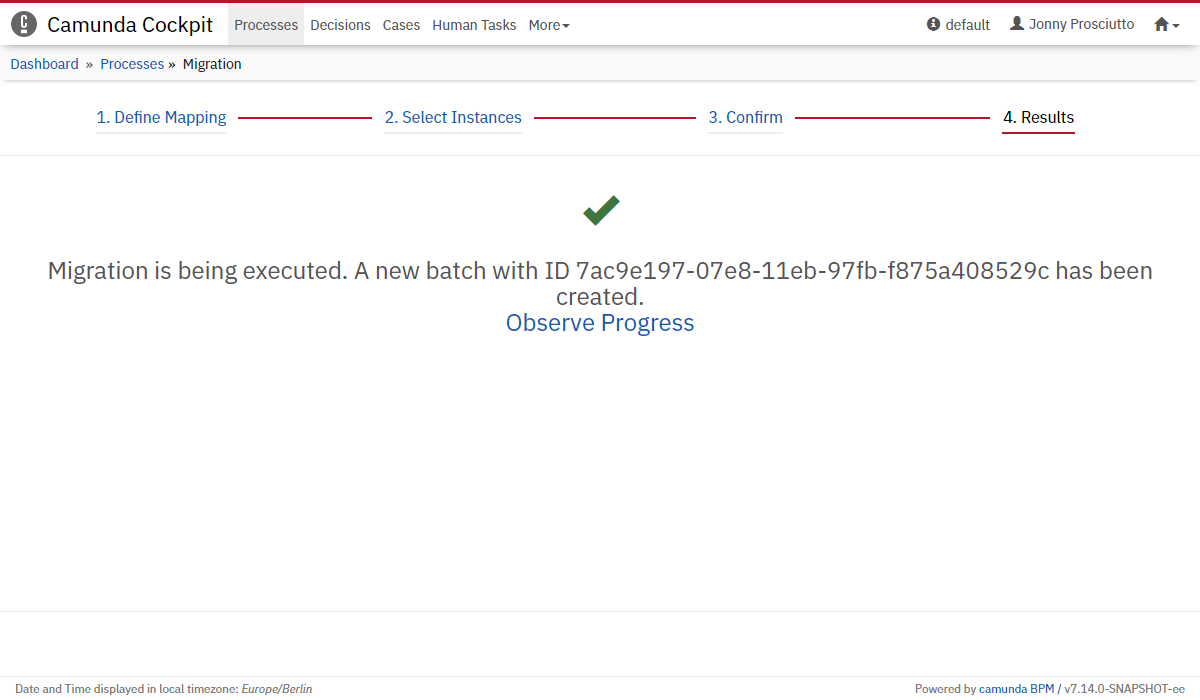 Camunda Cockpit Processes Decisions Cases Human Tasks More default Jonny Prosciutto
Dashboard » Processes » Migration
1. Define Mapping 2. Select Instances 3. Confirm 4. Results
Migration is being executed. A new batch with ID 7ac9e197-07e8-11eb-97fb-f875a408529c has been
created.
Observe Progress
Date and Time displayed in local timezone: Europe/Berlin Powered by camunda BPM / v7.14.0-SNAPSHOT-ee